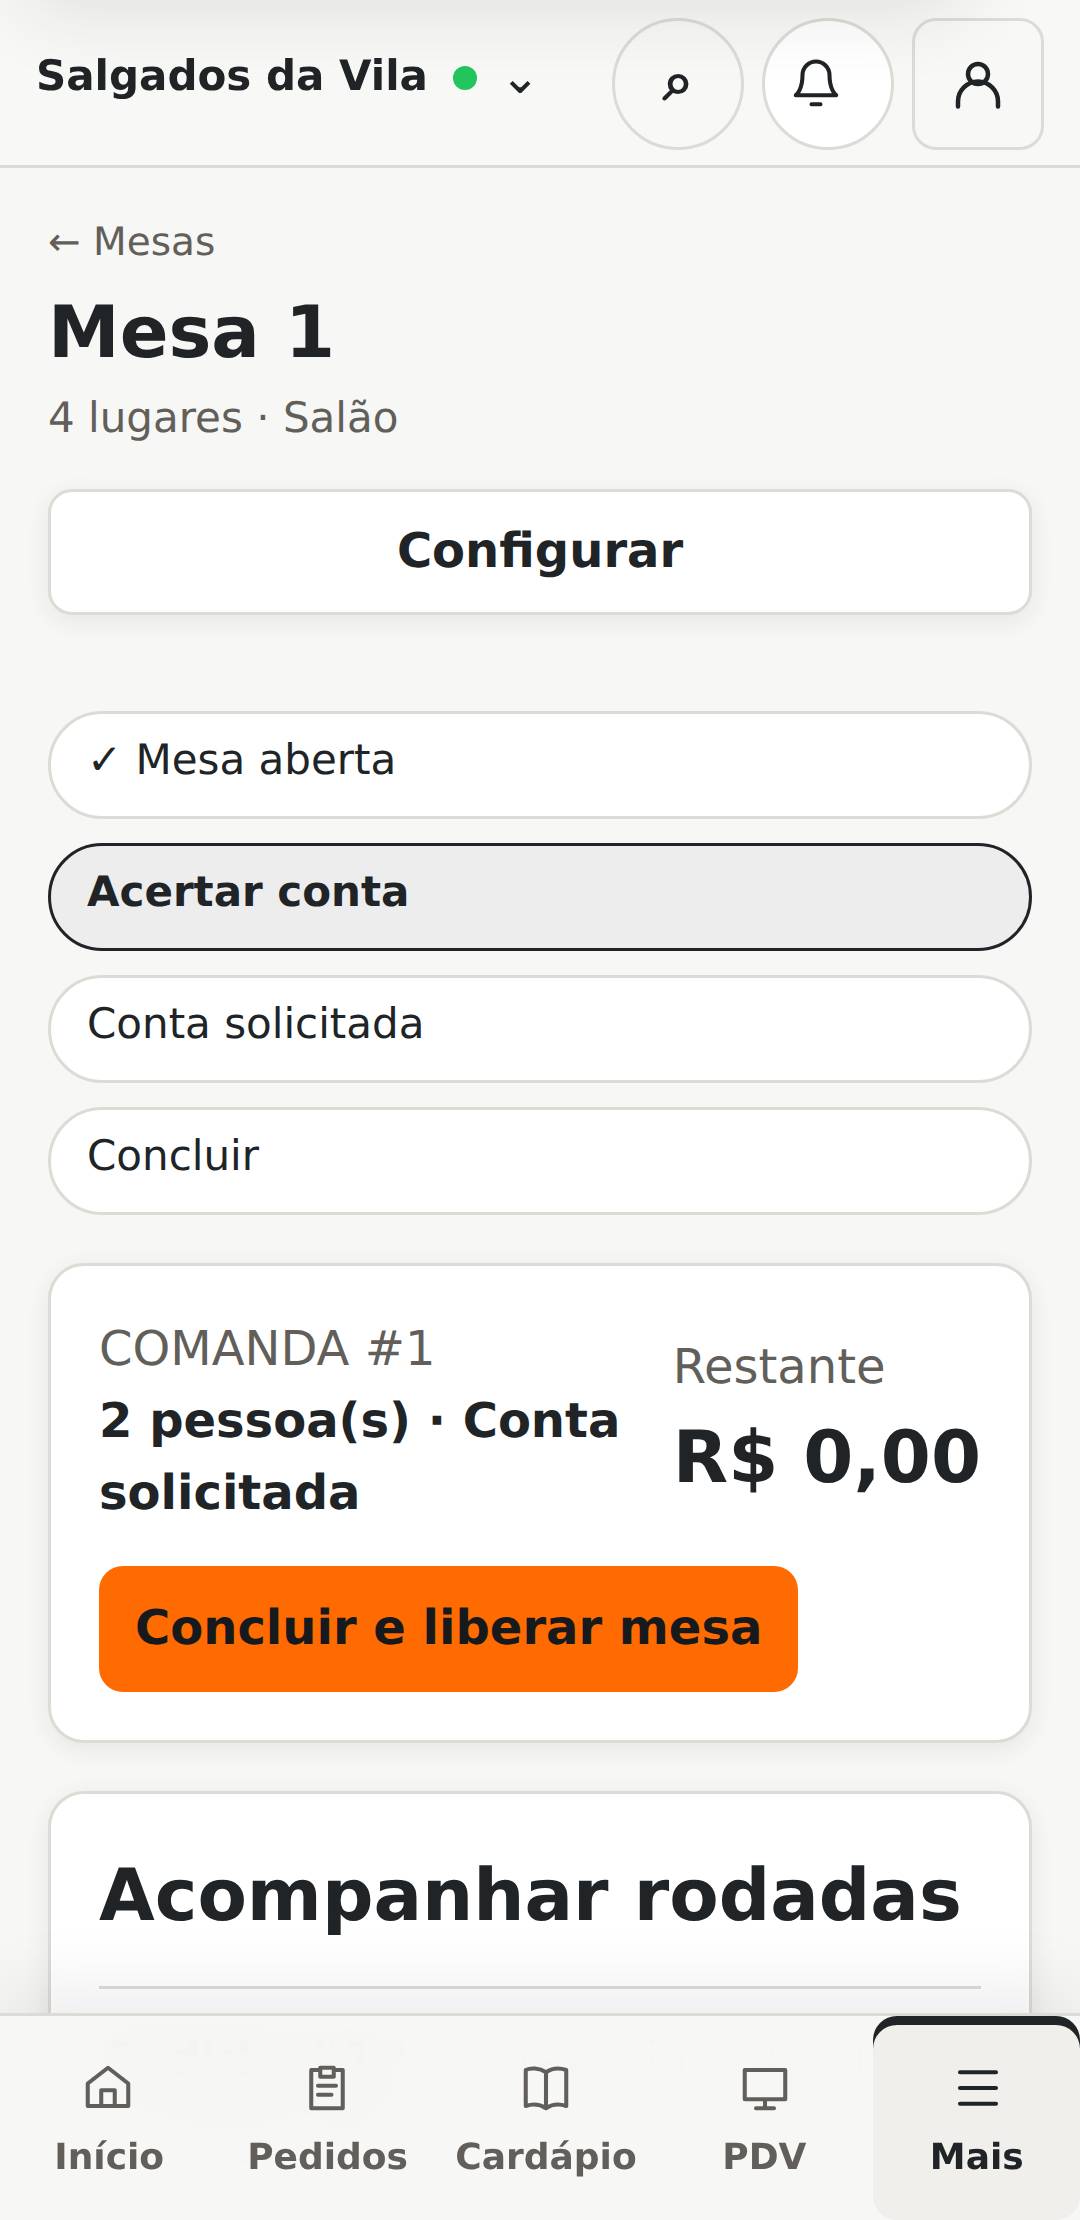 Salgados da Vila
← Mesas
Mesa 1
4 lugares · Salão
Configurar
✓ Mesa aberta
Acertar conta
Conta solicitada
Concluir
COMANDA #1
2 pessoa(s) · Conta
solicitada
Restante
R$ 0,00
Concluir e liberar mesa
Acompanhar rodadas
Início
Pedidos
Cardápio
PDV
Mais